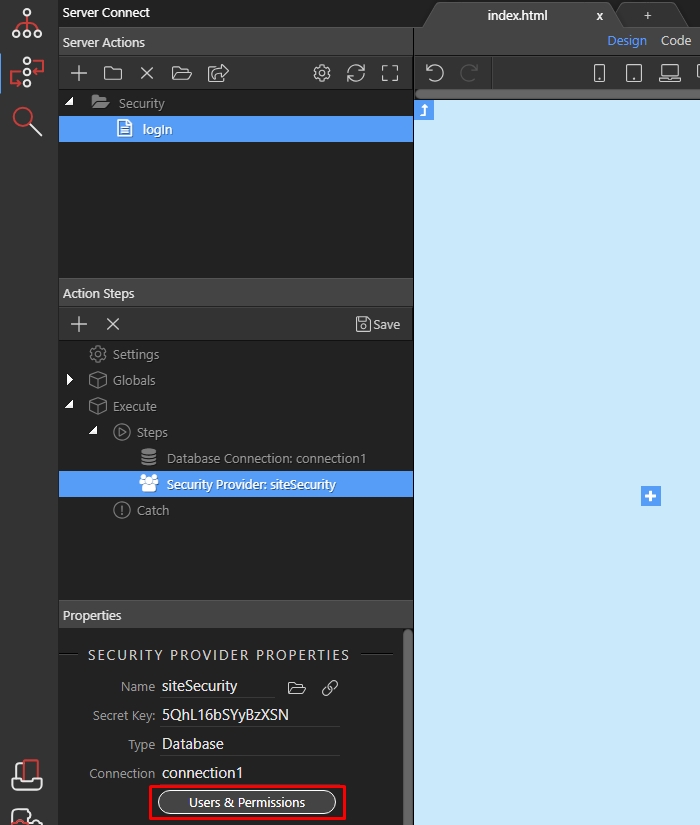 Server Connect
index.html x +
Server Actions
Design Code
Security
login
Action Steps
Save
Settings
Globals
Execute
Steps
Database Connection: connection1
Security Provider: siteSecurity
Catch
Properties
SECURITY PROVIDER PROPERTIES
Name siteSecurity
Secret Key: 5QhL16bSYyBzXSN
Type Database
Connection connection1
Users & Permissions